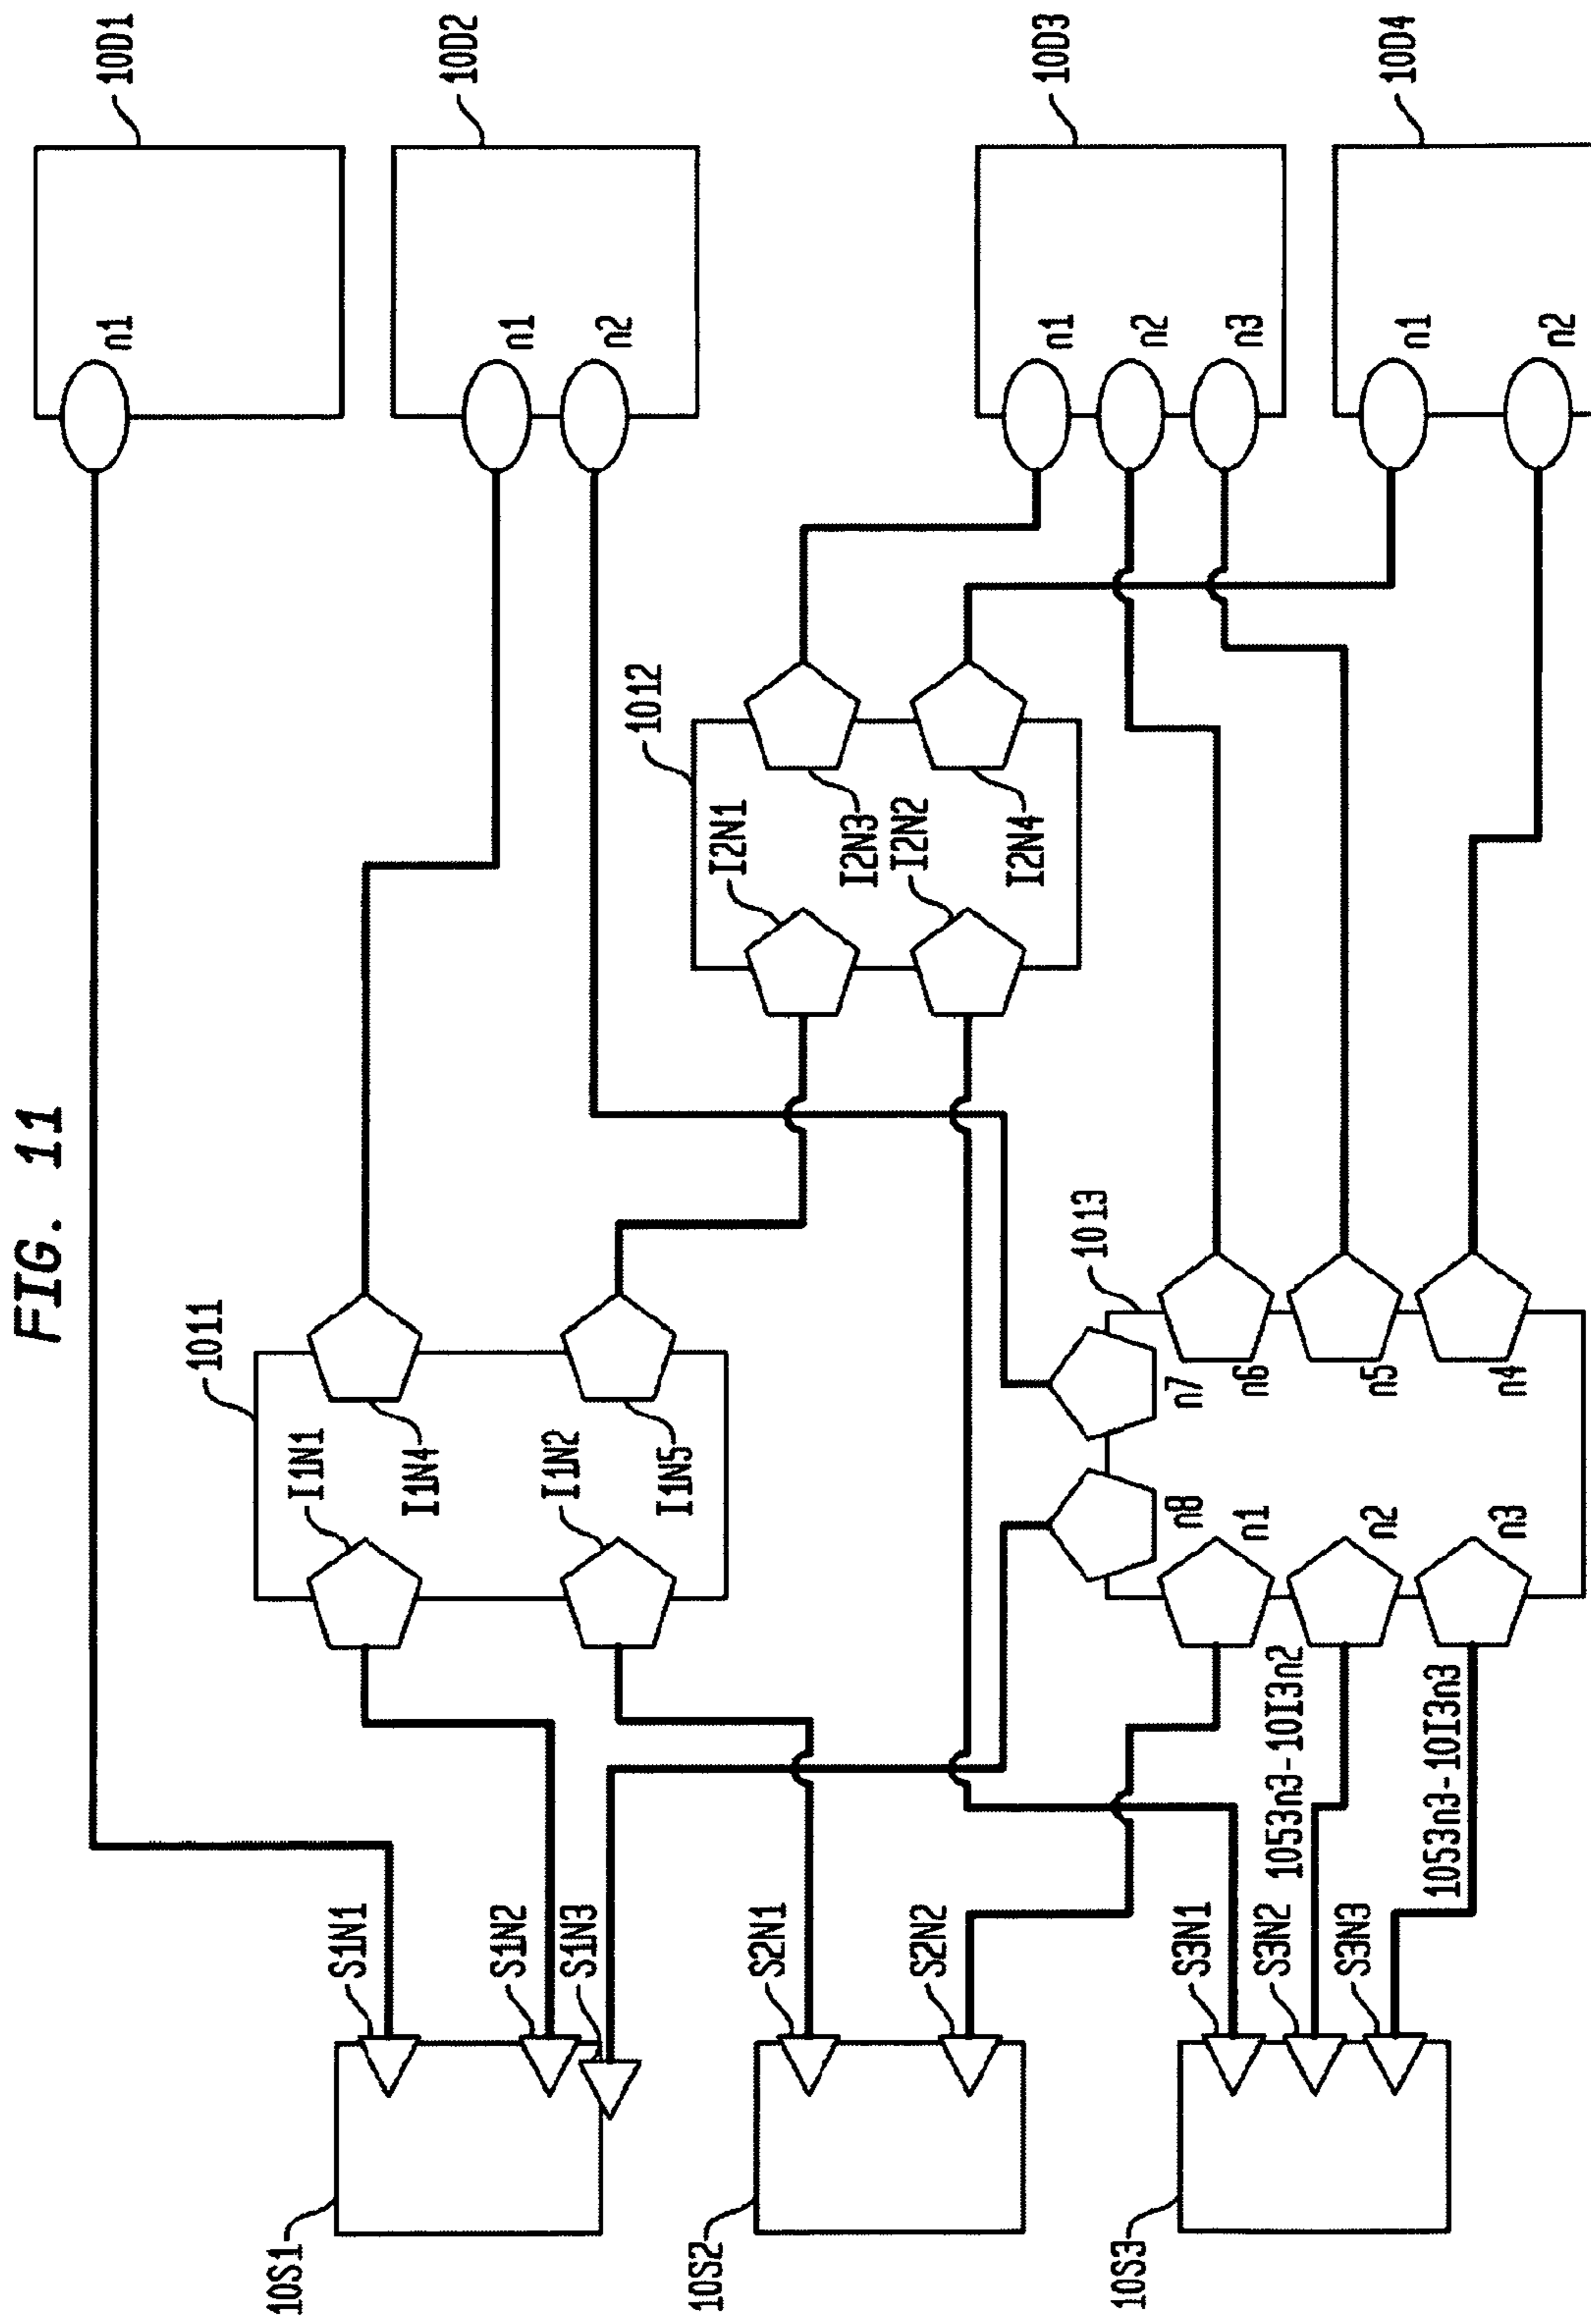 FIG. 11
10S1
S1N1
S1N2
S1N3
10S2
S2N1
S2N2
10S3
S3N1
S3N2
S3N3
1053n3-10I3n2
1053n3-10I3n3
1011
I1N1
I1N4
I1N2
I1N5
1013
n8
n7
n1
n6
n2
n5
n3
n4
1012
I2N1
I2N3
I2N2
I2N4
10D1
n1
10D2
n1
n2
10D3
n1
n2
n3
10D4
n1
n2